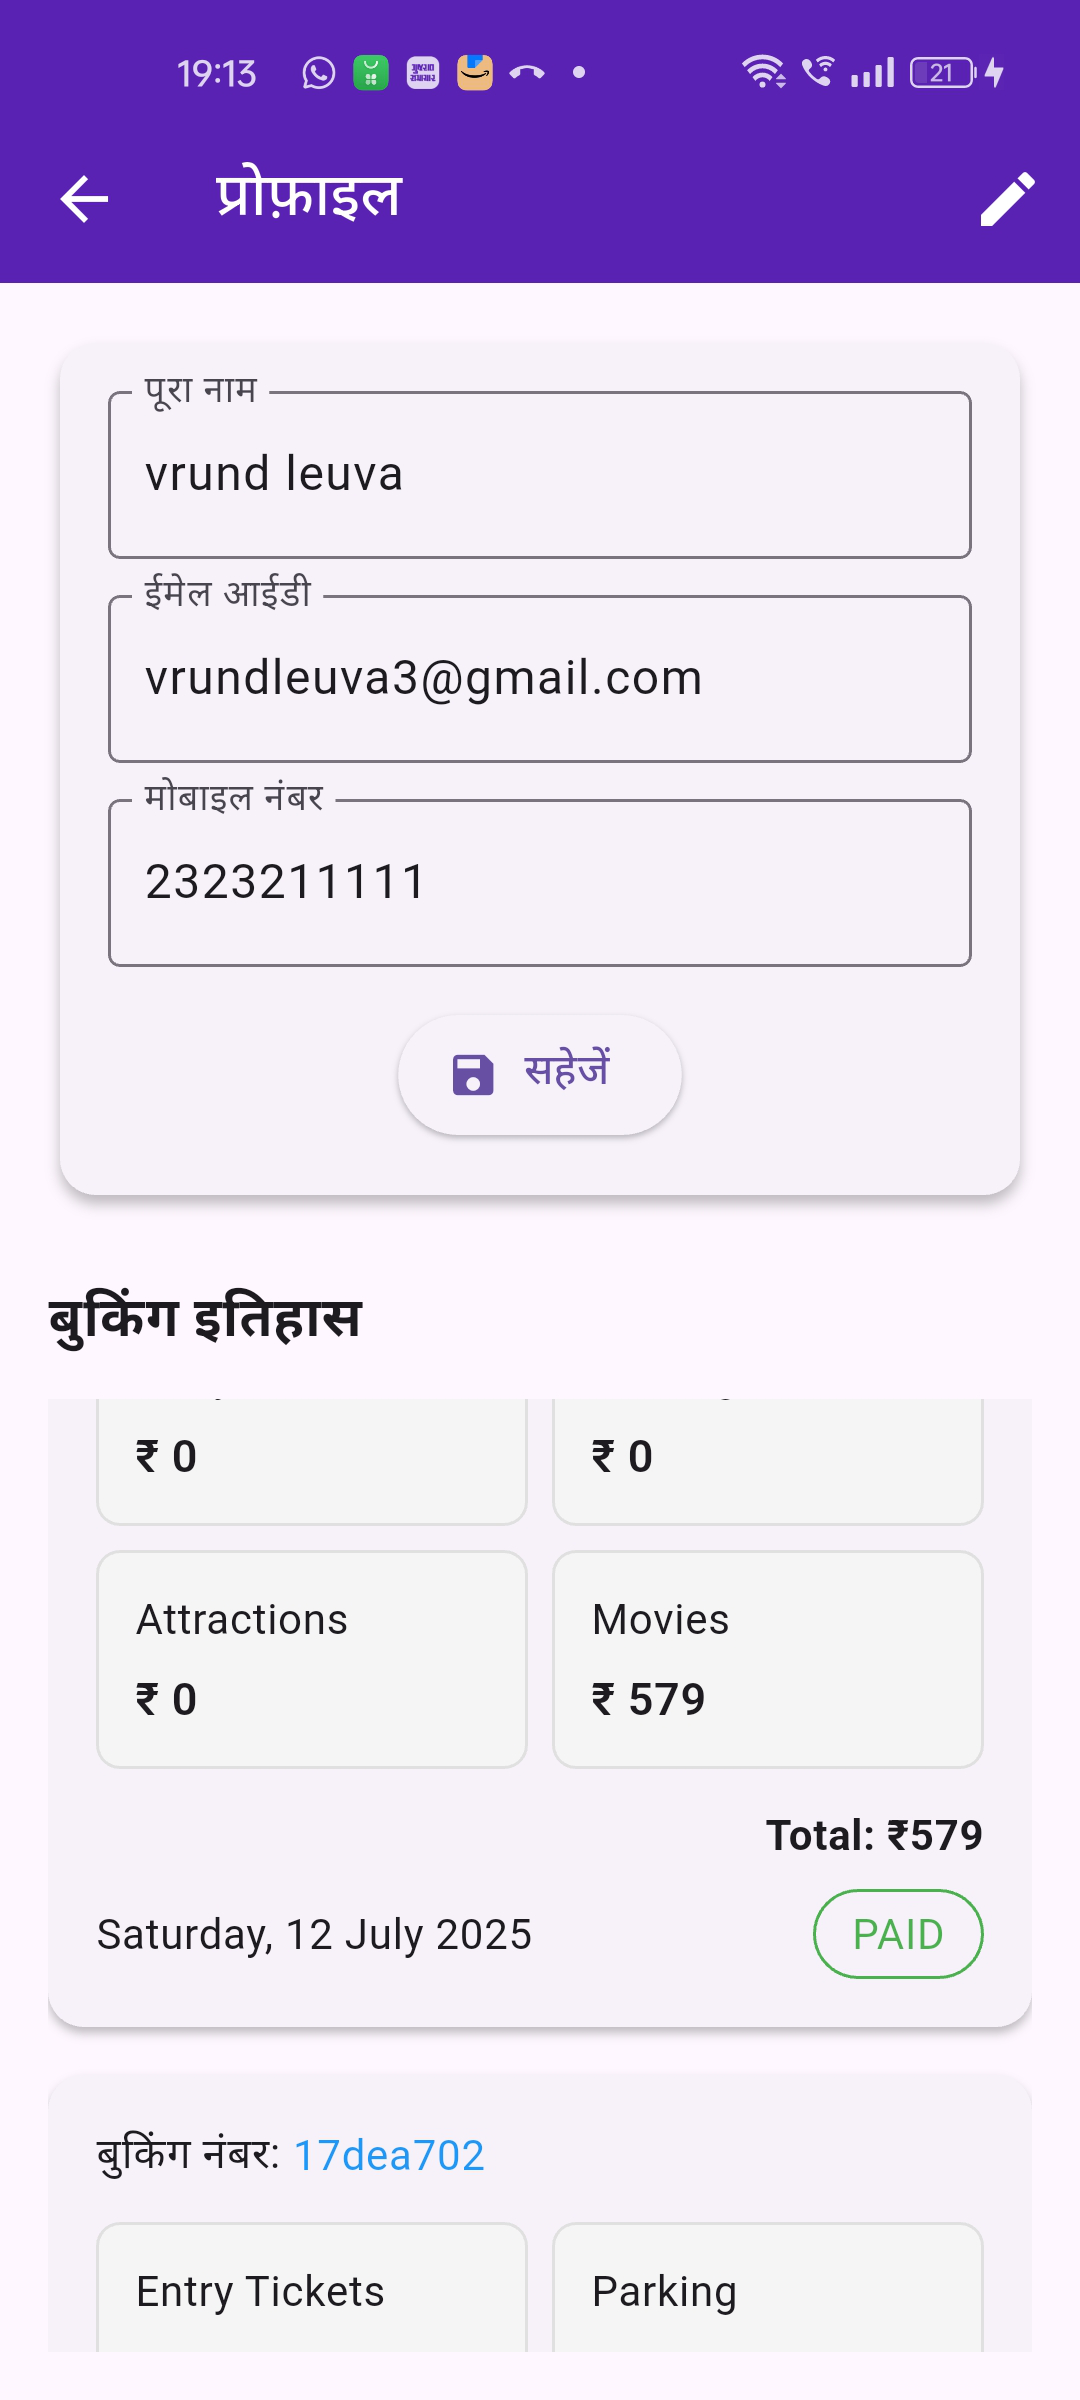 19:13
21
प्रोफ़ाइल
पूरा नाम
vrund leuva
ईमेल आईडी
vrundleuva3@gmail.com
मोबाइल नंबर
2323211111
सहेजें
बुकिंग इतिहास
₹ 0 ₹ 0
Attractions Movies
₹ 0 ₹ 579
Total: ₹579
Saturday, 12 July 2025 PAID
बुकिंग नंबर: 17dea702
Entry Tickets Parking